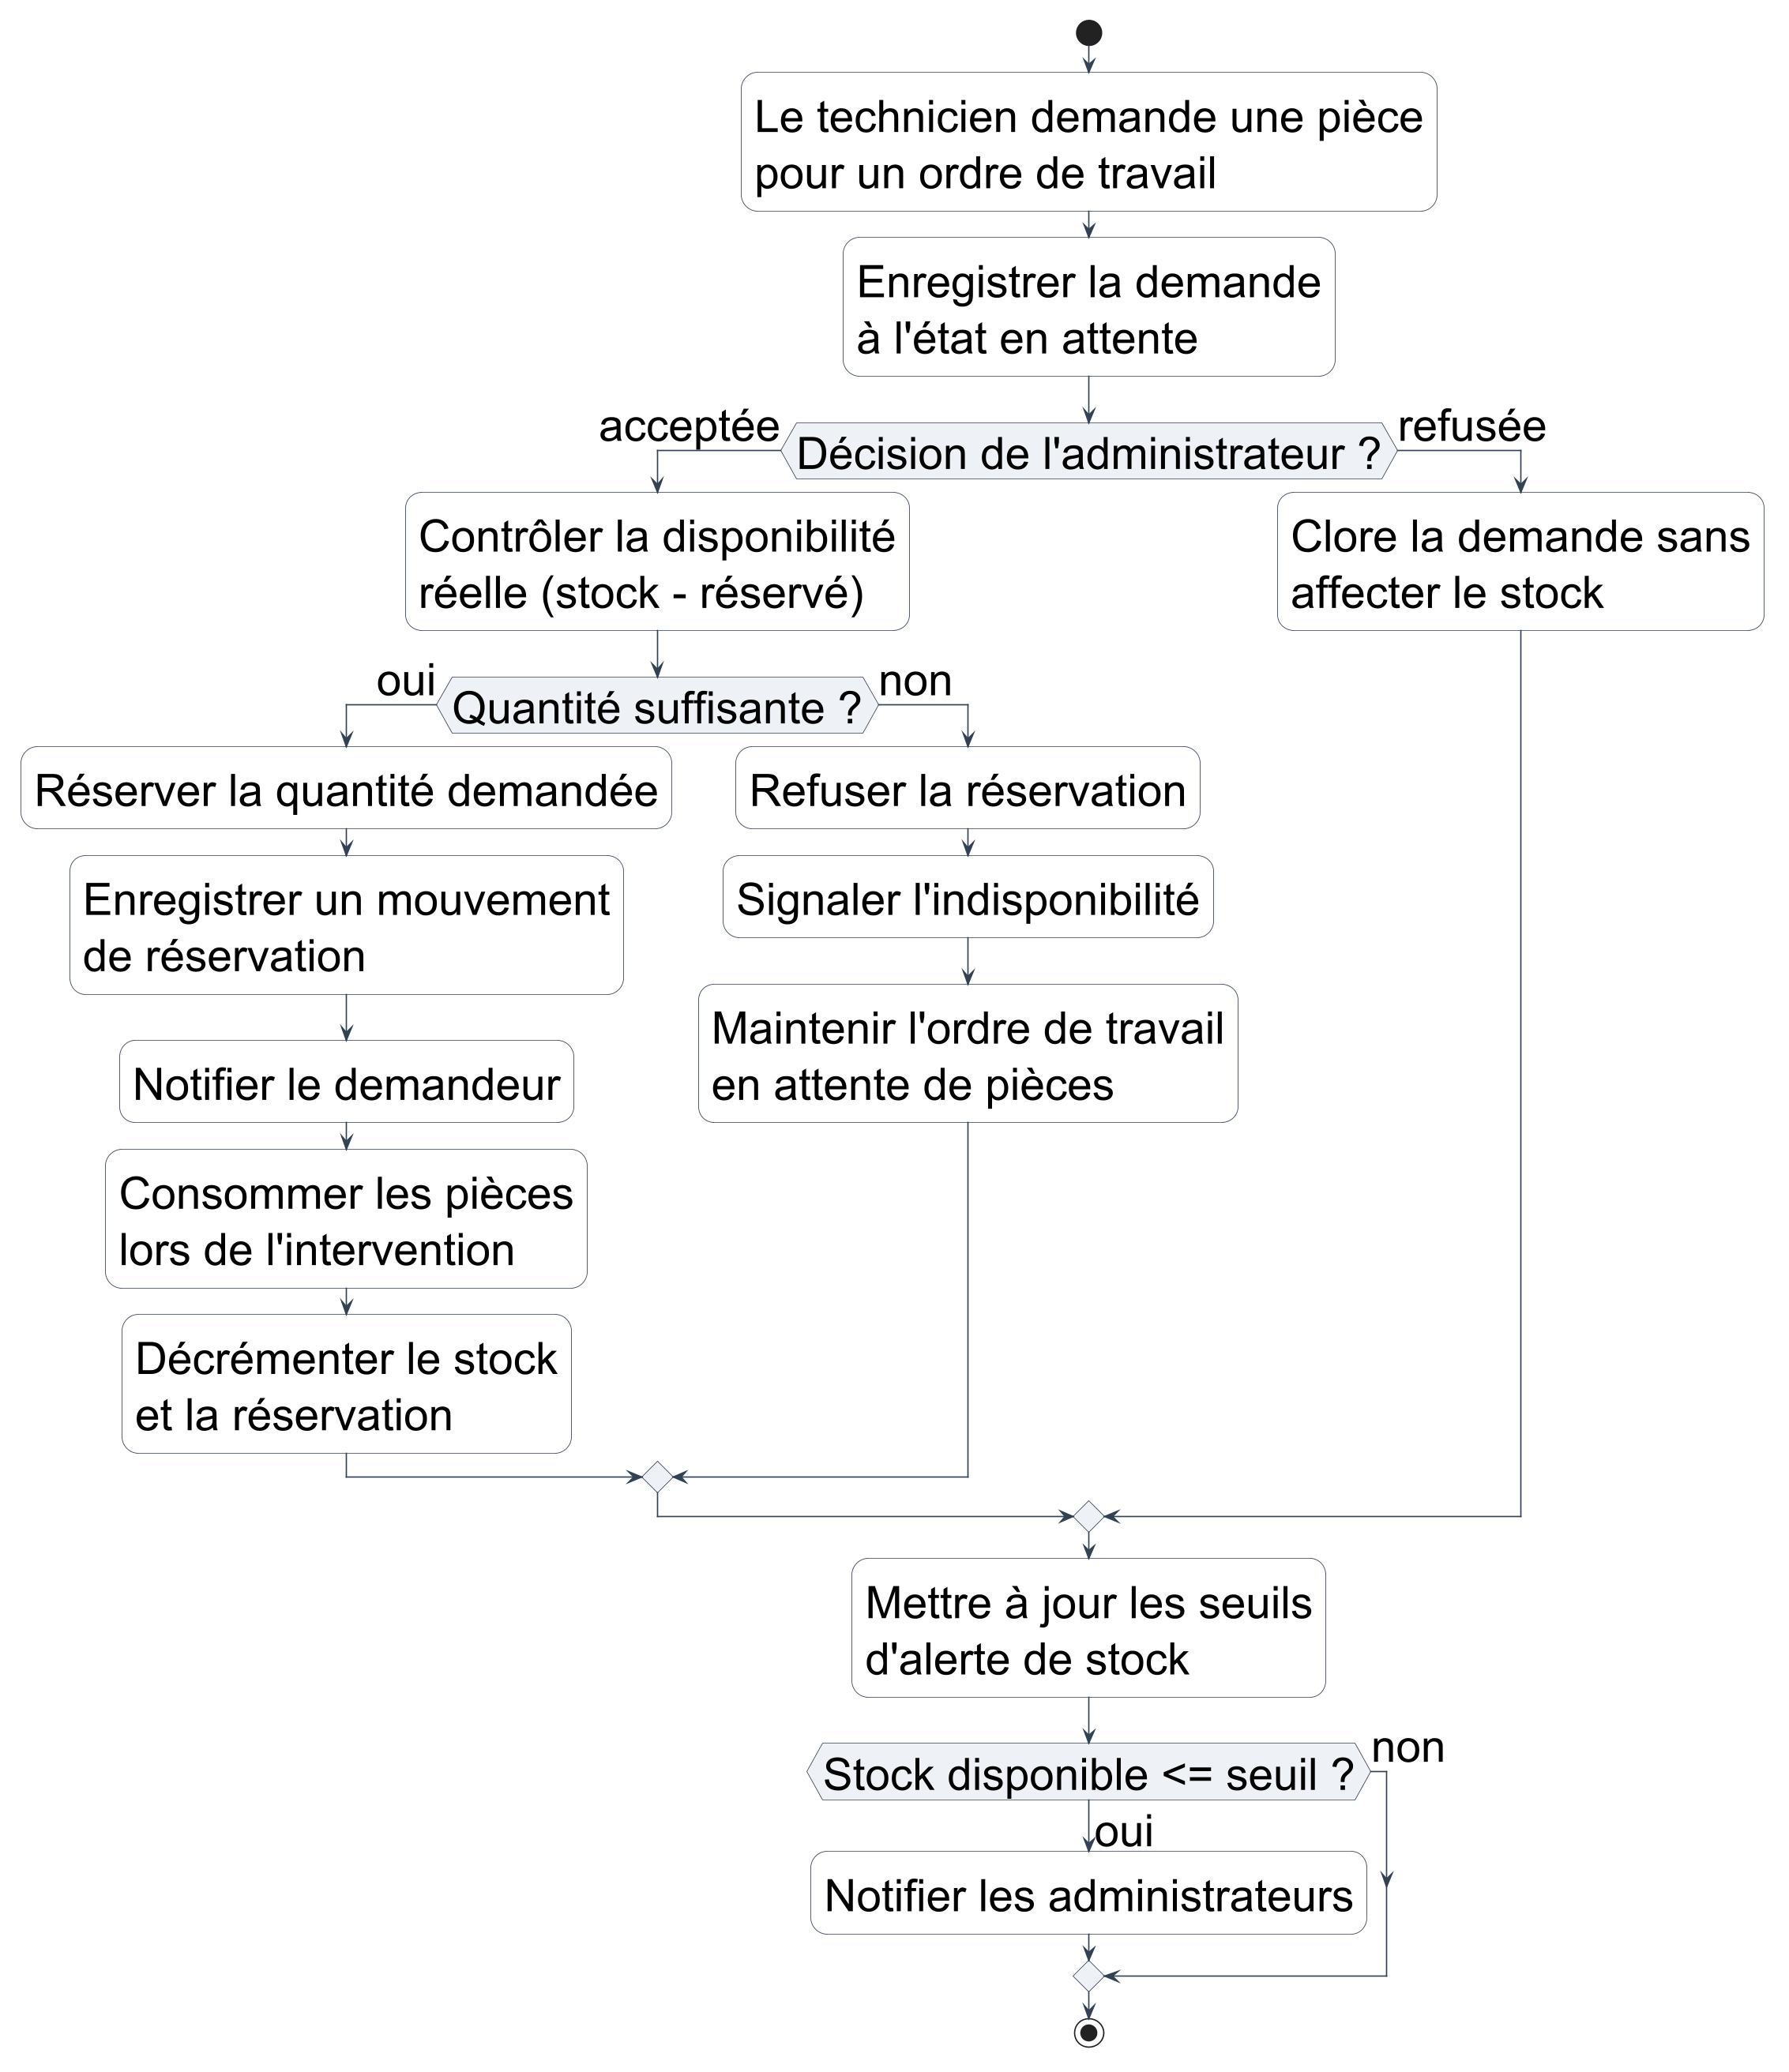 Le technicien demande une pièce
pour un ordre de travail
Enregistrer la demande
à l'état en attente
acceptée
Décision de l'administrateur ?
refusée
Contrôler la disponibilité
réelle (stock - réservé)
Clore la demande sans
affecter le stock
oui
Quantité suffisante ?
non
Réserver la quantité demandée
Enregistrer un mouvement
de réservation
Notifier le demandeur
Consommer les pièces
lors de l'intervention
Décrémenter le stock
et la réservation
Refuser la réservation
Signaler l'indisponibilité
Maintenir l'ordre de travail
en attente de pièces
Mettre à jour les seuils
d'alerte de stock
Stock disponible <= seuil ?
non
oui
Notifier les administrateurs